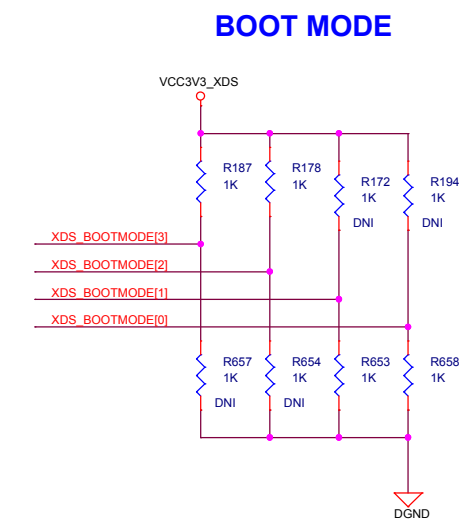 BOOT MODE
VCC3V3_XDS
R187
1K
R178
1K
R172
1K
DNI
R194
1K
DNI
XDS_BOOTMODE[3]
XDS_BOOTMODE[2]
XDS_BOOTMODE[1]
XDS_BOOTMODE[0]
R657
1K
DNI
R654
1K
DNI
R653
1K
R658
1K
DGND